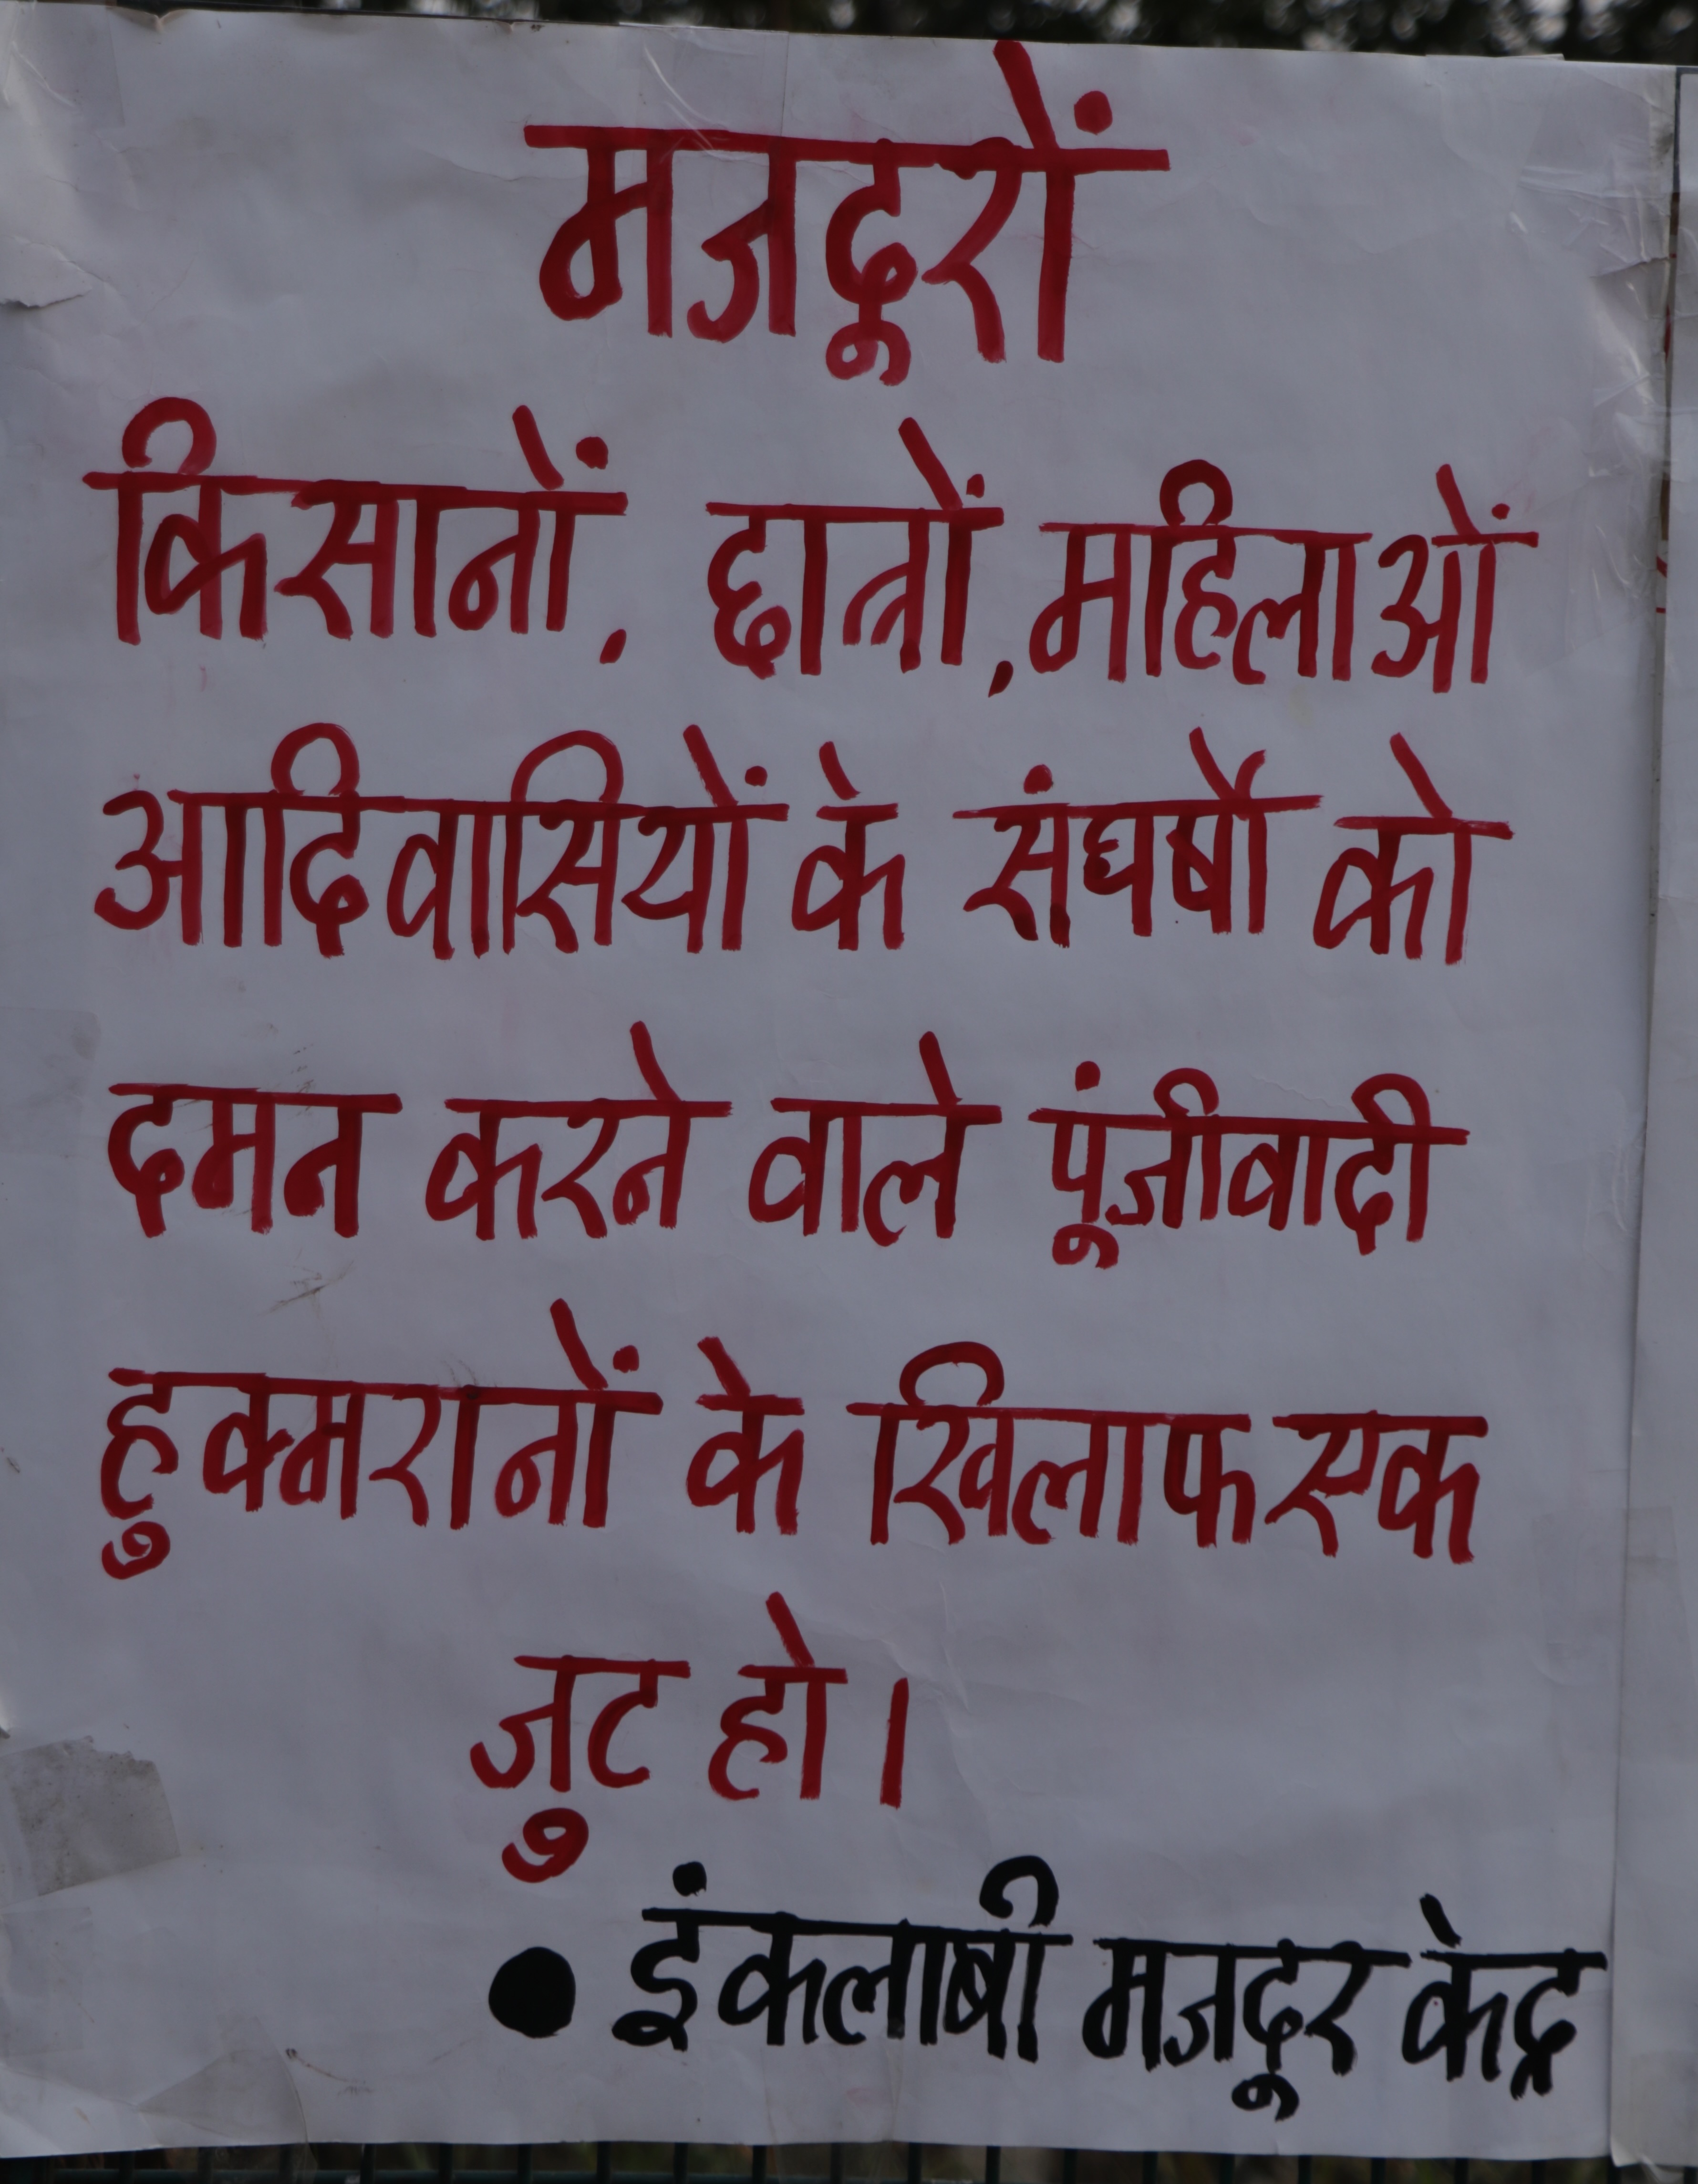 मजदूरों
किसानों, छात्रों, महिलाओं
आदिवासियों के संघर्षों को
दमन करने वाले पूंजीवादी
हुक्मरानों के खिलाफ एक
जुट हो।
• इंकलाबी मजदूर केद्र